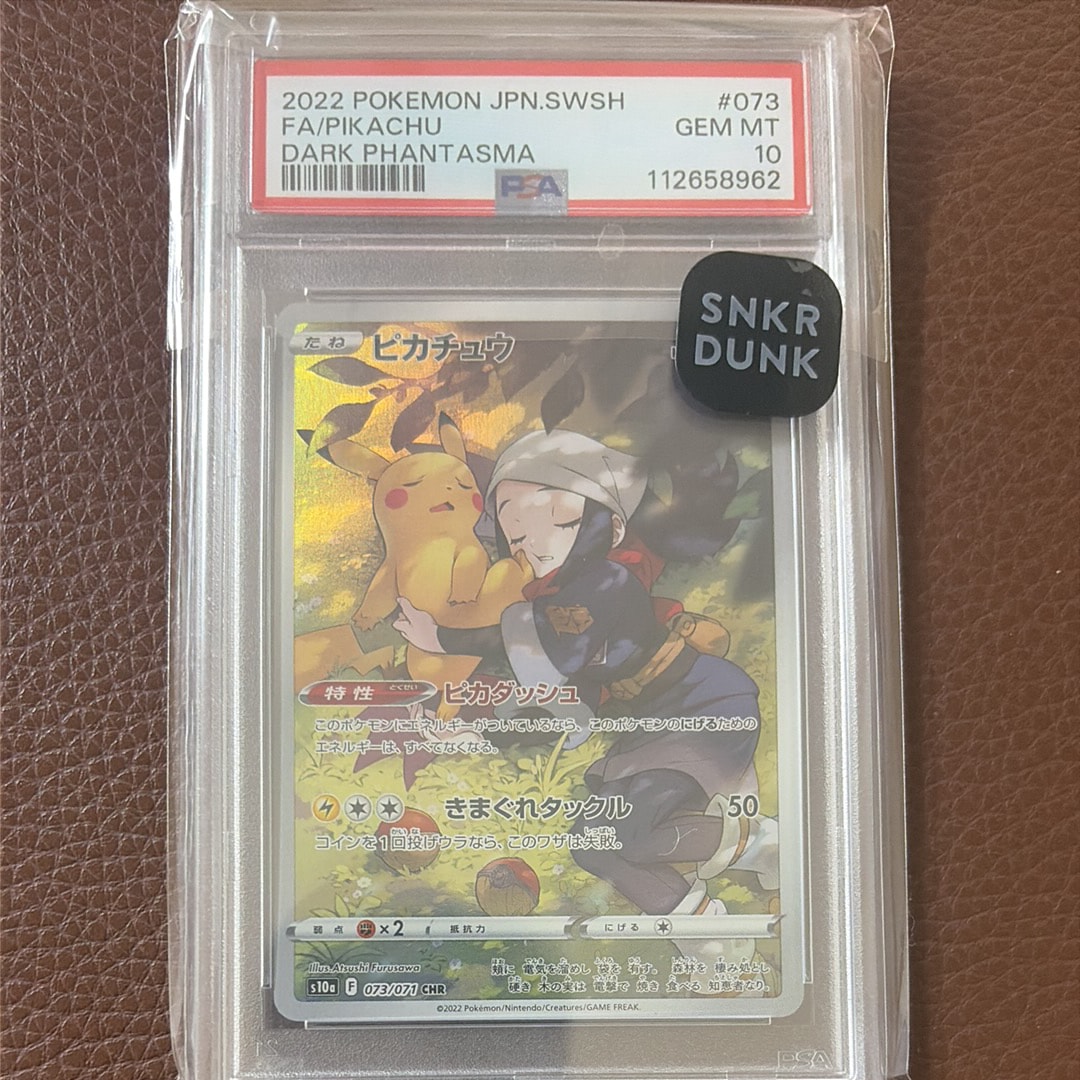 2022 POKEMON JPN.SWSH #073
FA/PIKACHU GEM MT
DARK PHANTASMA 10
PSA 112658962
SNKR
DUNK
たね ピカチュウ
特性 とくせい ピカダッシュ
このポケモンにエネルギーがついているなら、このポケモンのにげるための
エネルギーは、すべてなくなる。
きまぐれタックル 50
コインを1回投げウラなら、このワザは失敗。
弱点 ×2 抵抗力 にげる
Illus.Atsushi Furusawa
頬に 電気を溜めし 袋を 有す。 森林を 棲み処とし
硬き 木の実は 電撃で 焼き 食べる 知恵者なり。
s10a F 073/071 CHR
©2022 Pokémon/Nintendo/Creatures/GAME FREAK.
PSA